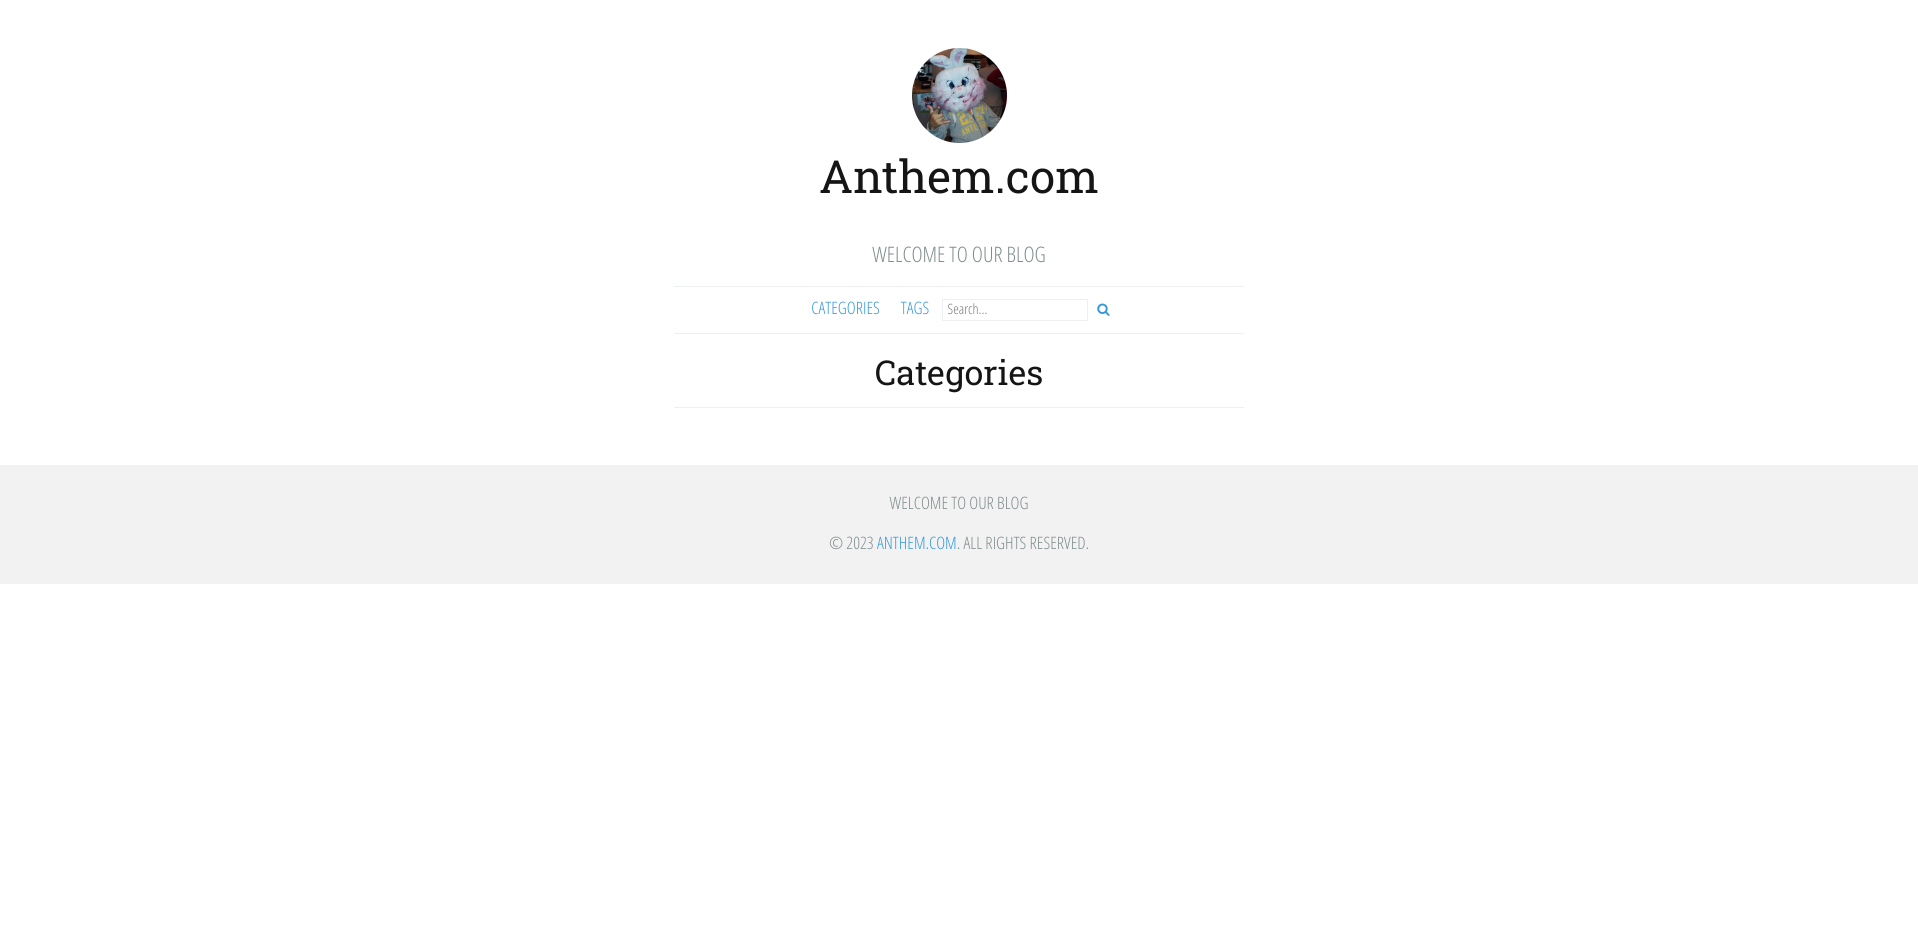 Anthem.com
WELCOME TO OUR BLOG
CATEGORIES TAGS Search...
Categories
WELCOME TO OUR BLOG
© 2023 ANTHEM.COM. ALL RIGHTS RESERVED.